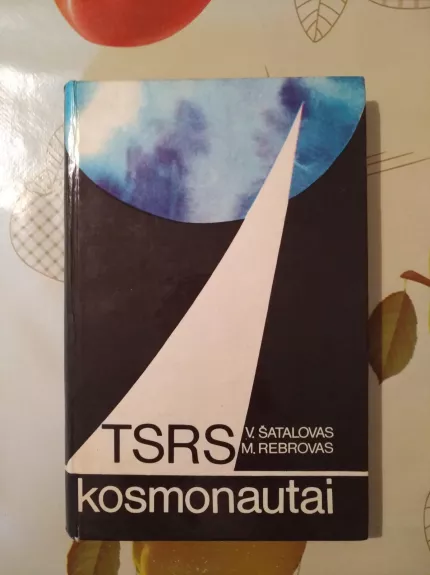 TSRS
V. ŠATALOVAS
M. REBROVAS
kosmonautai